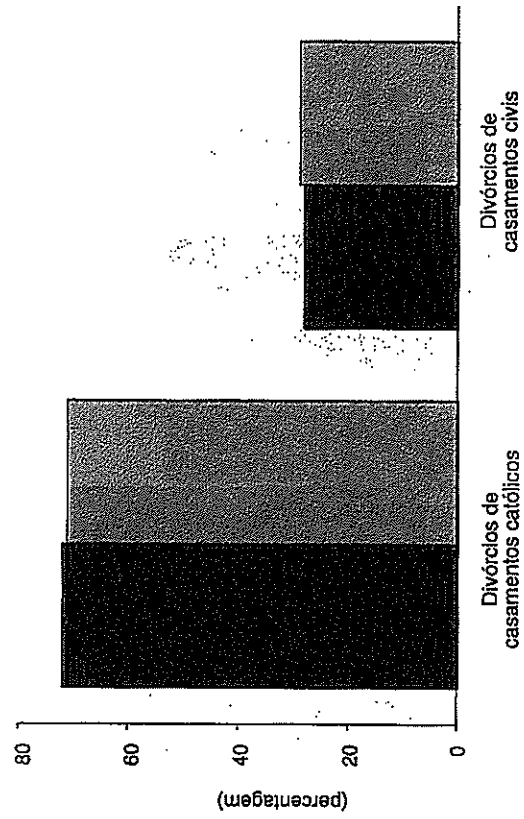 (percentagem)
80
60
40
20
0
Divórcios de
casamentos católicos
Divórcios de
casamentos civis